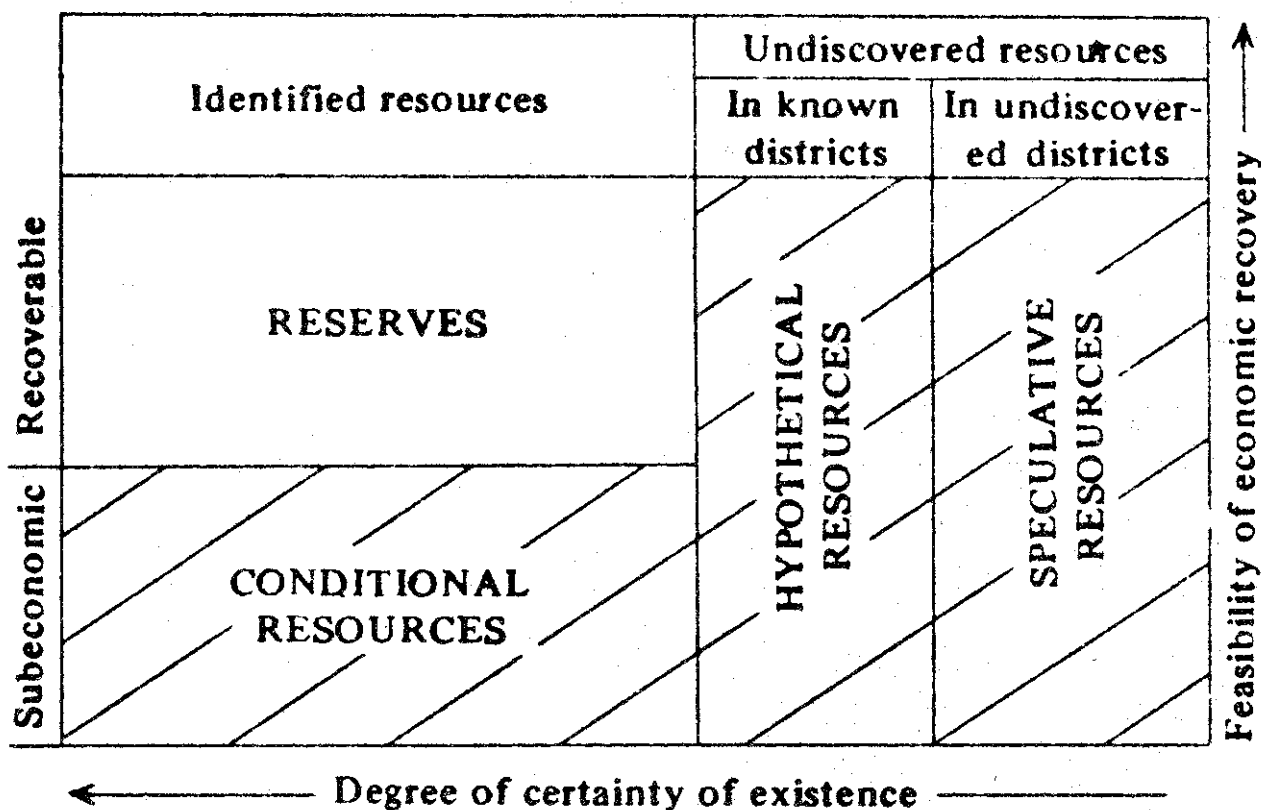 Identified resources
Undiscovered resources
In known
districts
In undiscover-
ed districts
Recoverable
Subeconomic
RESERVES
CONDITIONAL
RESOURCES
HYPOTHETICAL
RESOURCES
SPECULATIVE
RESOURCES
Feasibility of economic recovery
Degree of certainty of existence